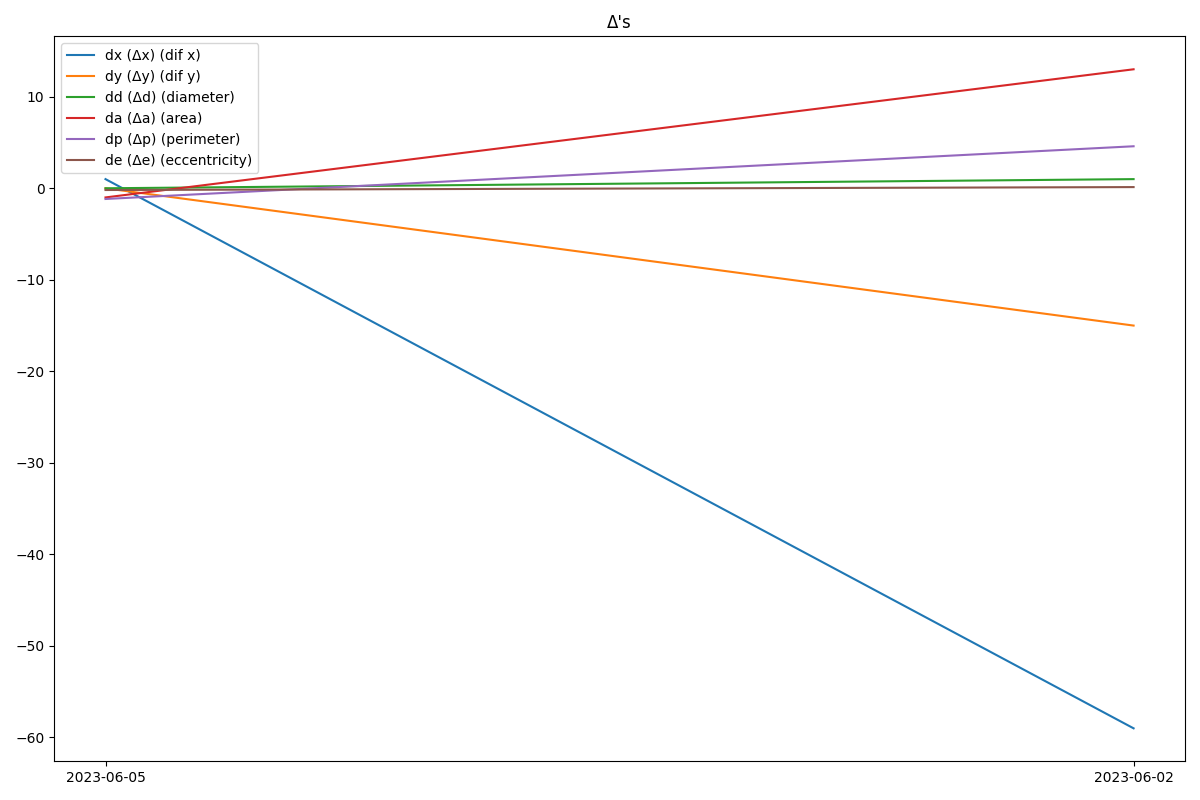 Δ's
dx (Δx) (dif x)
dy (Δy) (dif y)
dd (Δd) (diameter)
da (Δa) (area)
dp (Δp) (perimeter)
de (Δe) (eccentricity)
10
0
−10
−20
−30
−40
−50
−60
2023-06-05 2023-06-02